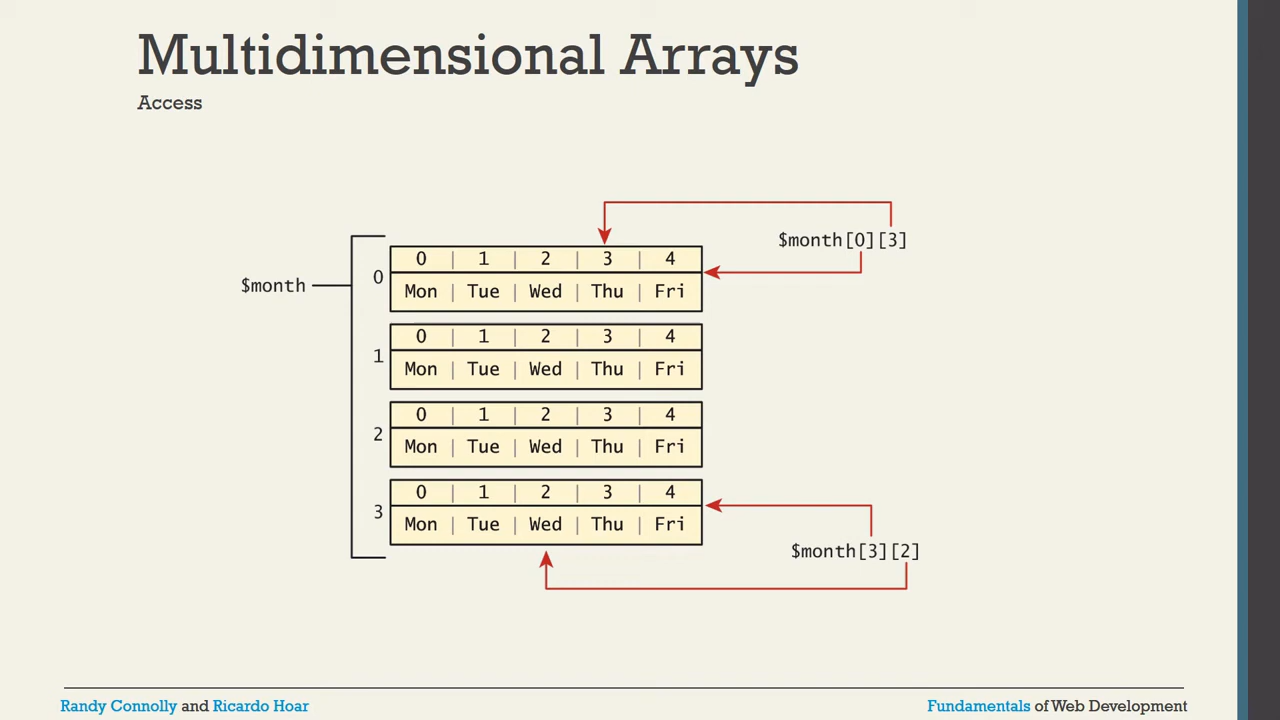 Multidimensional Arrays
Access
$month[0][3]
$month
0
0 | 1 | 2 | 3 | 4
Mon | Tue | Wed | Thu | Fri
1
0 | 1 | 2 | 3 | 4
Mon | Tue | Wed | Thu | Fri
2
0 | 1 | 2 | 3 | 4
Mon | Tue | Wed | Thu | Fri
3
0 | 1 | 2 | 3 | 4
Mon | Tue | Wed | Thu | Fri
$month[3][2]
Randy Connolly and Ricardo Hoar
Fundamentals of Web Development